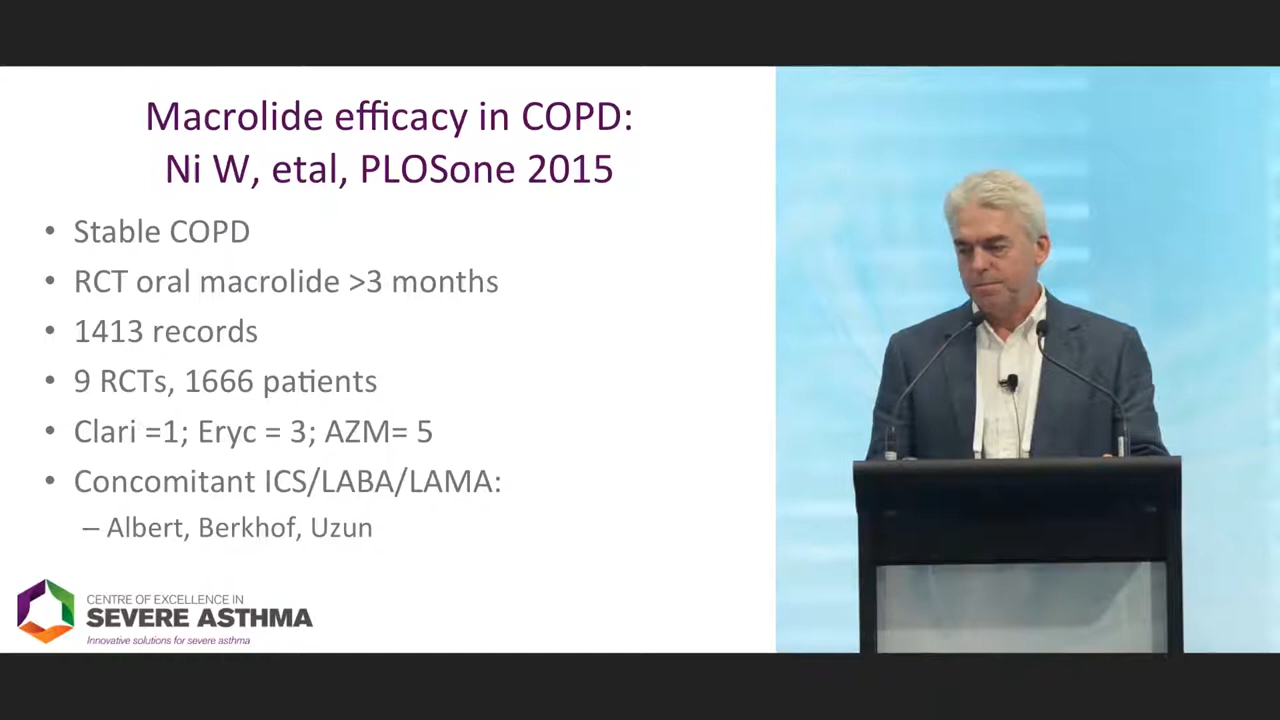 Macrolide efficacy in COPD:
Ni W, etal, PLOSone 2015
• Stable COPD
• RCT oral macrolide >3 months
• 1413 records
• 9 RCTs, 1666 patients
• Clari =1; Eryc = 3; AZM= 5
• Concomitant ICS/LABA/LAMA:
– Albert, Berkhof, Uzun
CENTRE OF EXCELLENCE IN
SEVERE ASTHMA
Innovative solutions for severe asthma